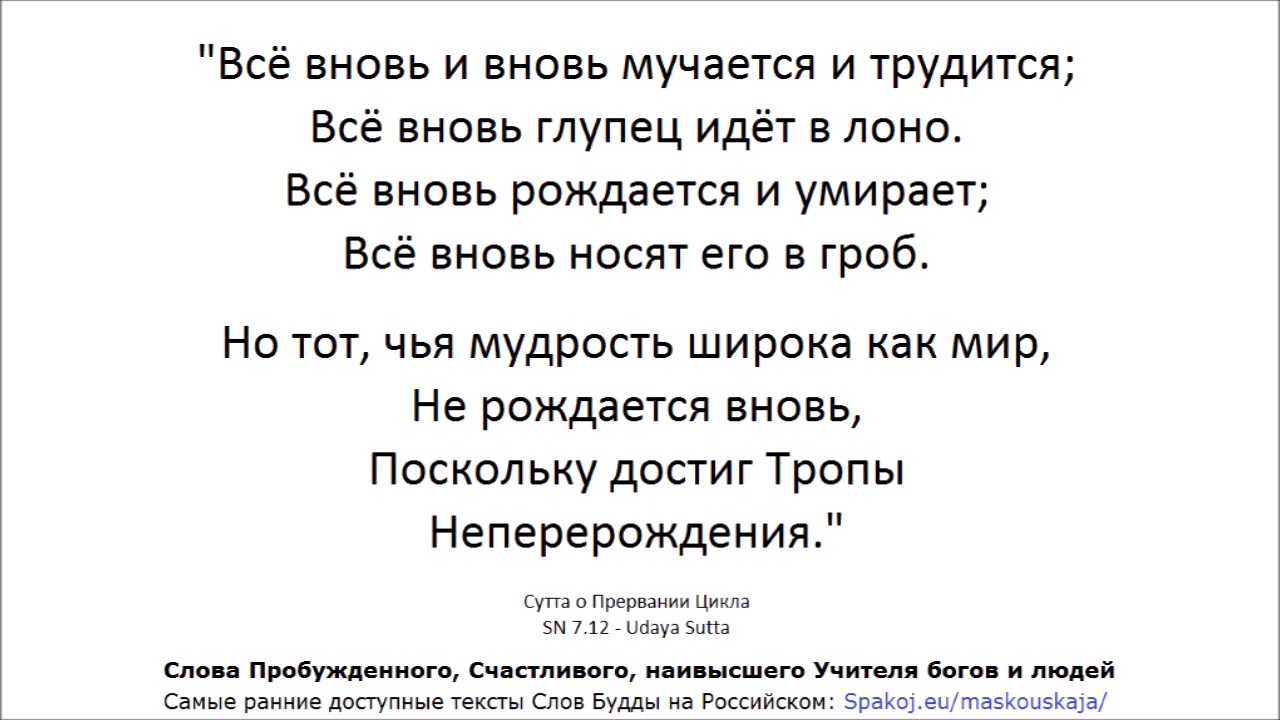 "Всё вновь и вновь мучается и трудится;
Всё вновь глупец идёт в лоно.
Всё вновь рождается и умирает;
Всё вновь носят его в гроб.
Но тот, чья мудрость широка как мир,
Не рождается вновь,
Поскольку достиг Тропы
Неперерождения."
Сутта о Прервании Цикла
SN 7.12 - Udaya Sutta
Слова Пробужденного, Счастливого, наивысшего Учителя богов и людей
Самые ранние доступные тексты Слов Будды на Российском: Spakoj.eu/maskouskaja/